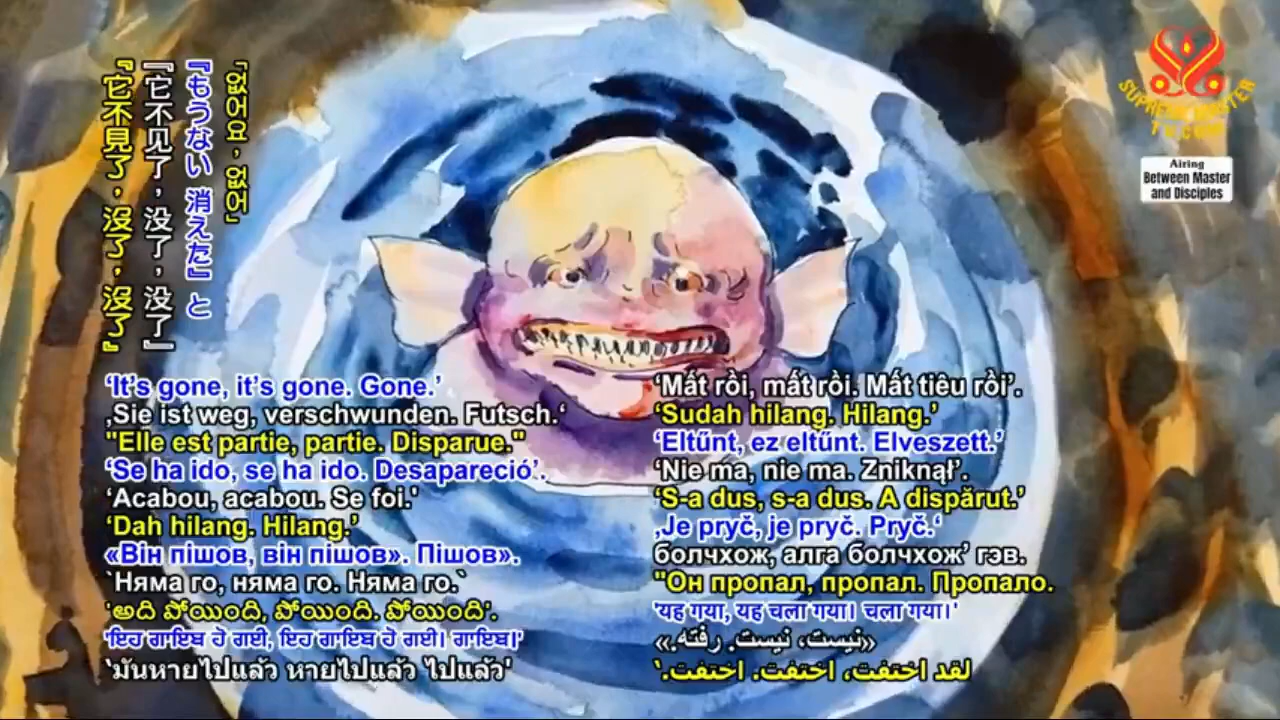 「없어요, 없어」
『もうない 消えた』と
『它不见了，没了，没了』
『它不見了，沒了，沒了』
SUPREME MASTER
TV.COM
Airing
Between Master
and Disciples
‘It’s gone, it’s gone. Gone.’
‚Sie ist weg, verschwunden. Futsch.‘
"Elle est partie, partie. Disparue."
‘Se ha ido, se ha ido. Desapareció’.
‘Acabou, acabou. Se foi.'
‘Dah hilang. Hilang.’
«Він пішов, він пішов». Пішов».
`Няма го, няма го. Няма го.`
'అది పోయింది, పోయింది. పోయింది'.
'ਇਹ ਗਾਇਬ ਹੋ ਗਈ, ਇਹ ਗਾਇਬ ਹੋ ਗਈ। ਗਾਇਬ।'
‘มันหายไปแล้ว หายไปแล้ว ไปแล้ว'
‘Mất rồi, mất rồi. Mất tiêu rồi’.
‘Sudah hilang. Hilang.’
‘Eltűnt, ez eltűnt. Elveszett.’
‘Nie ma, nie ma. Zniknął’.
‘S-a dus, s-a dus. A dispărut.’
‚Je pryč, je pryč. Pryč.‘
болчхож, алга болчхож’ гэв.
"Он пропал, пропал. Пропало.
'यह गया, यह चला गया। चला गया।'
«نیست، نیست. رفته.»
لقد اختفت، اختفت. اختفت.‘